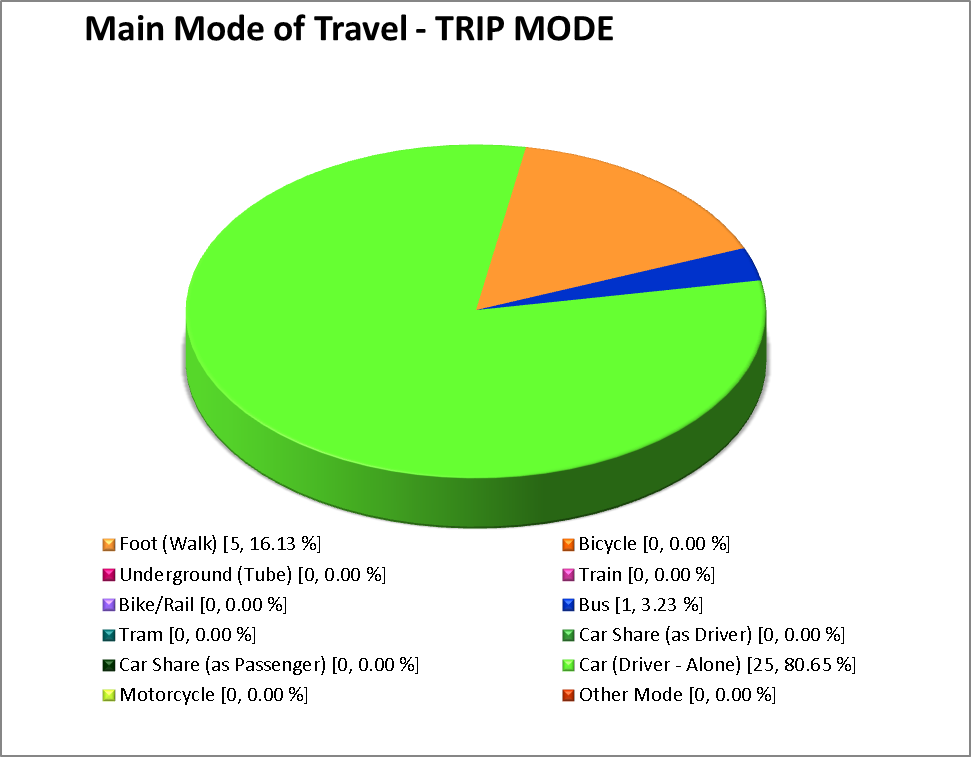 Main Mode of Travel - TRIP MODE
Foot (Walk) [5, 16.13 %]
Bicycle [0, 0.00 %]
Underground (Tube) [0, 0.00 %]
Train [0, 0.00 %]
Bike/Rail [0, 0.00 %]
Bus [1, 3.23 %]
Tram [0, 0.00 %]
Car Share (as Driver) [0, 0.00 %]
Car Share (as Passenger) [0, 0.00 %]
Car (Driver - Alone) [25, 80.65 %]
Motorcycle [0, 0.00 %]
Other Mode [0, 0.00 %]